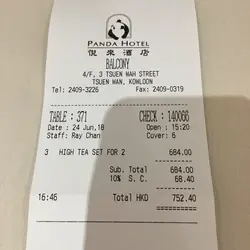 PANDA HOTEL
悅來酒店
BALCONY
4/F, 3 TSUEN WAH STREET
TSUEN WAN, KOWLOON
Tel: 2409-3226 Fax: 2409-0319
TABLE : 371 CHECK : 140066
Date : 24 Jun,18 Open : 15:20
Staff : Ray Chan Cover : 6
3 HIGH TEA SET FOR 2 684.00
Sub. Total 684.00
10% S. C. 68.40
16:46 Total HKD 752.40